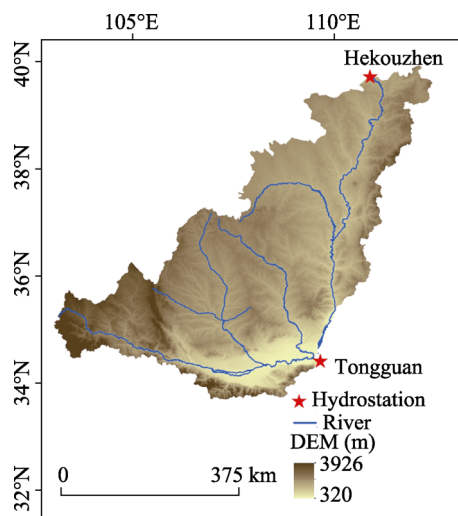 105°E 110°E
40°N
38°N
36°N
34°N
32°N
Hekouzhen
Tongguan
Hydrostation
River
DEM (m)
3926
320
0 375 km